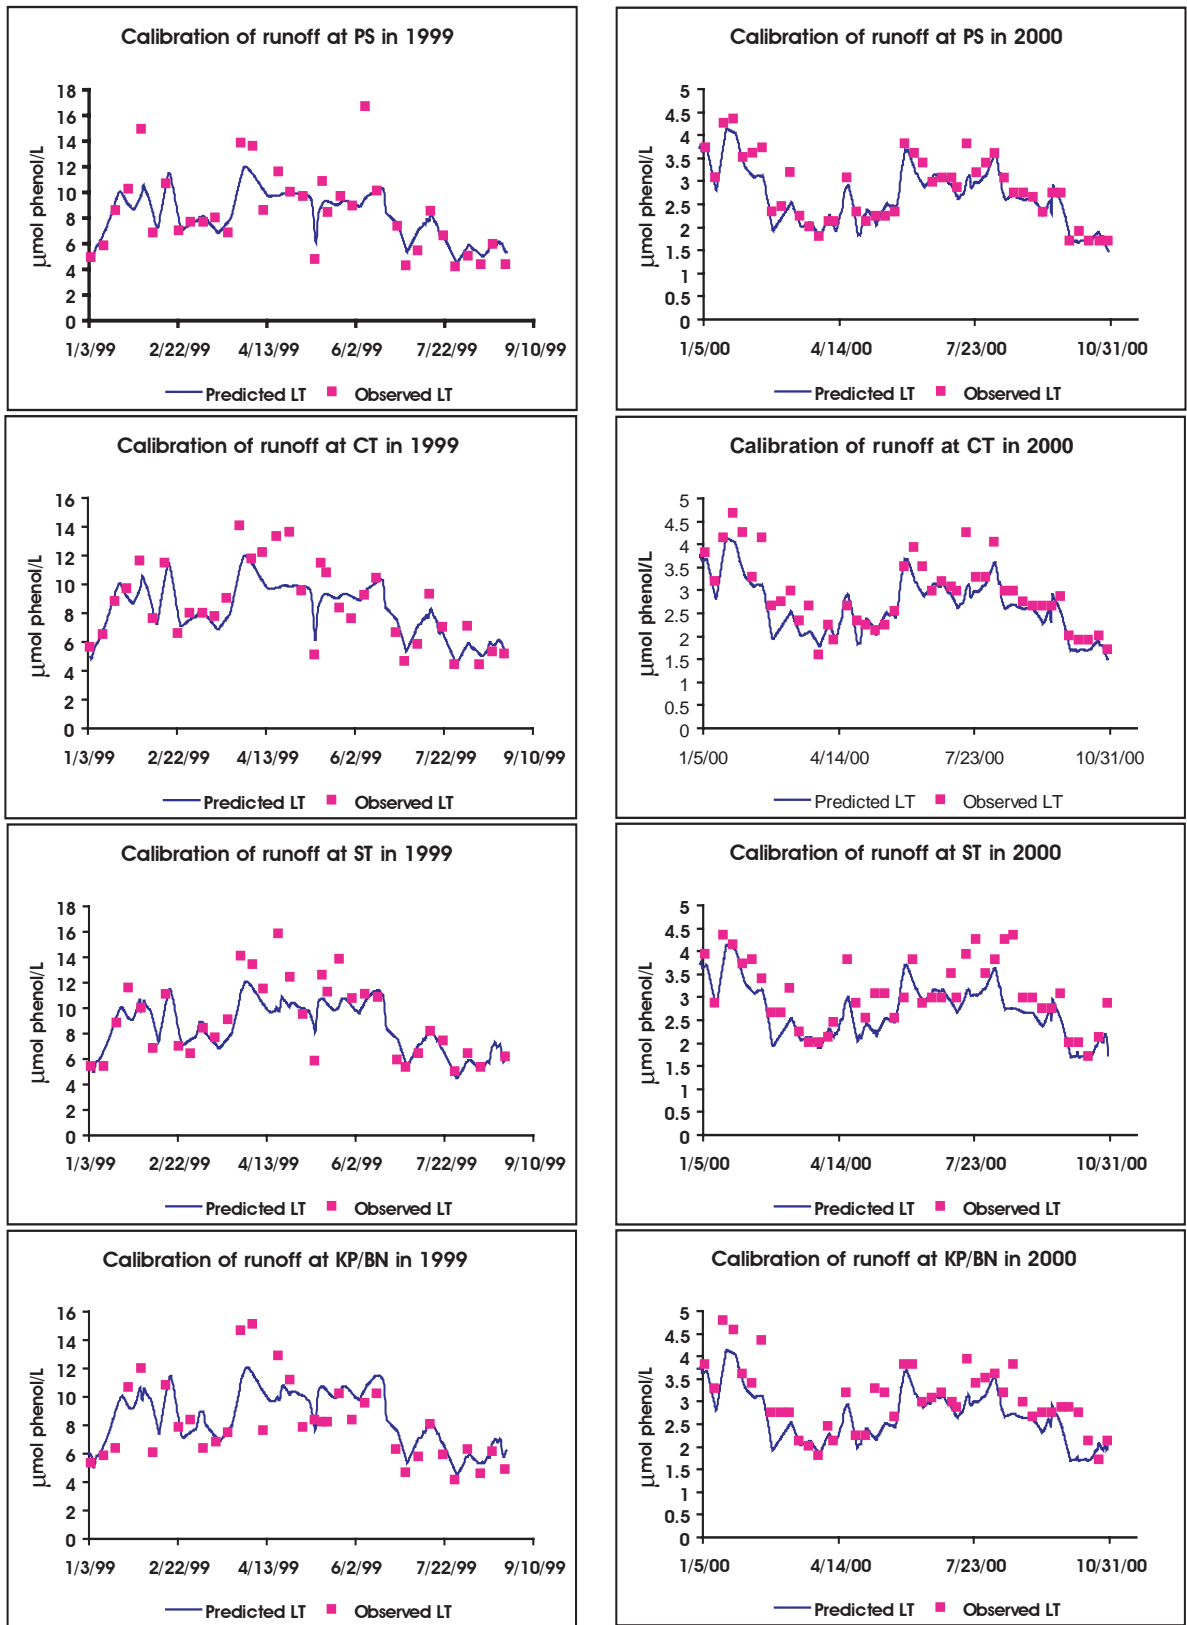 Calibration of runoff at PS in 1999
μmol phenol/L
18
16
14
12
10
8
6
4
2
0
1/3/99 2/22/99 4/13/99 6/2/99 7/22/99 9/10/99
Predicted LT Observed LT
Calibration of runoff at PS in 2000
μmol phenol/L
5
4.5
4
3.5
3
2.5
2
1.5
1
0.5
0
1/5/00 4/14/00 7/23/00 10/31/00
Predicted LT Observed LT
Calibration of runoff at CT in 1999
μmol phenol/L
16
14
12
10
8
6
4
2
0
1/3/99 2/22/99 4/13/99 6/2/99 7/22/99 9/10/99
Predicted LT Observed LT
Calibration of runoff at CT in 2000
μmol phenol/L
5
4.5
4
3.5
3
2.5
2
1.5
1
0.5
0
1/5/00 4/14/00 7/23/00 10/31/00
Predicted LT Observed LT
Calibration of runoff at ST in 1999
μmol phenol/L
18
16
14
12
10
8
6
4
2
0
1/3/99 2/22/99 4/13/99 6/2/99 7/22/99 9/10/99
Predicted LT Observed LT
Calibration of runoff at ST in 2000
μmol phenol/L
5
4.5
4
3.5
3
2.5
2
1.5
1
0.5
0
1/5/00 4/14/00 7/23/00 10/31/00
Predicted LT Observed LT
Calibration of runoff at KP/BN in 1999
μmol phenol/L
16
14
12
10
8
6
4
2
0
1/3/99 2/22/99 4/13/99 6/2/99 7/22/99 9/10/99
Predicted LT Observed LT
Calibration of runoff at KP/BN in 2000
μmol phenol/L
5
4.5
4
3.5
3
2.5
2
1.5
1
0.5
0
1/5/00 4/14/00 7/23/00 10/31/00
Predicted LT Observed LT